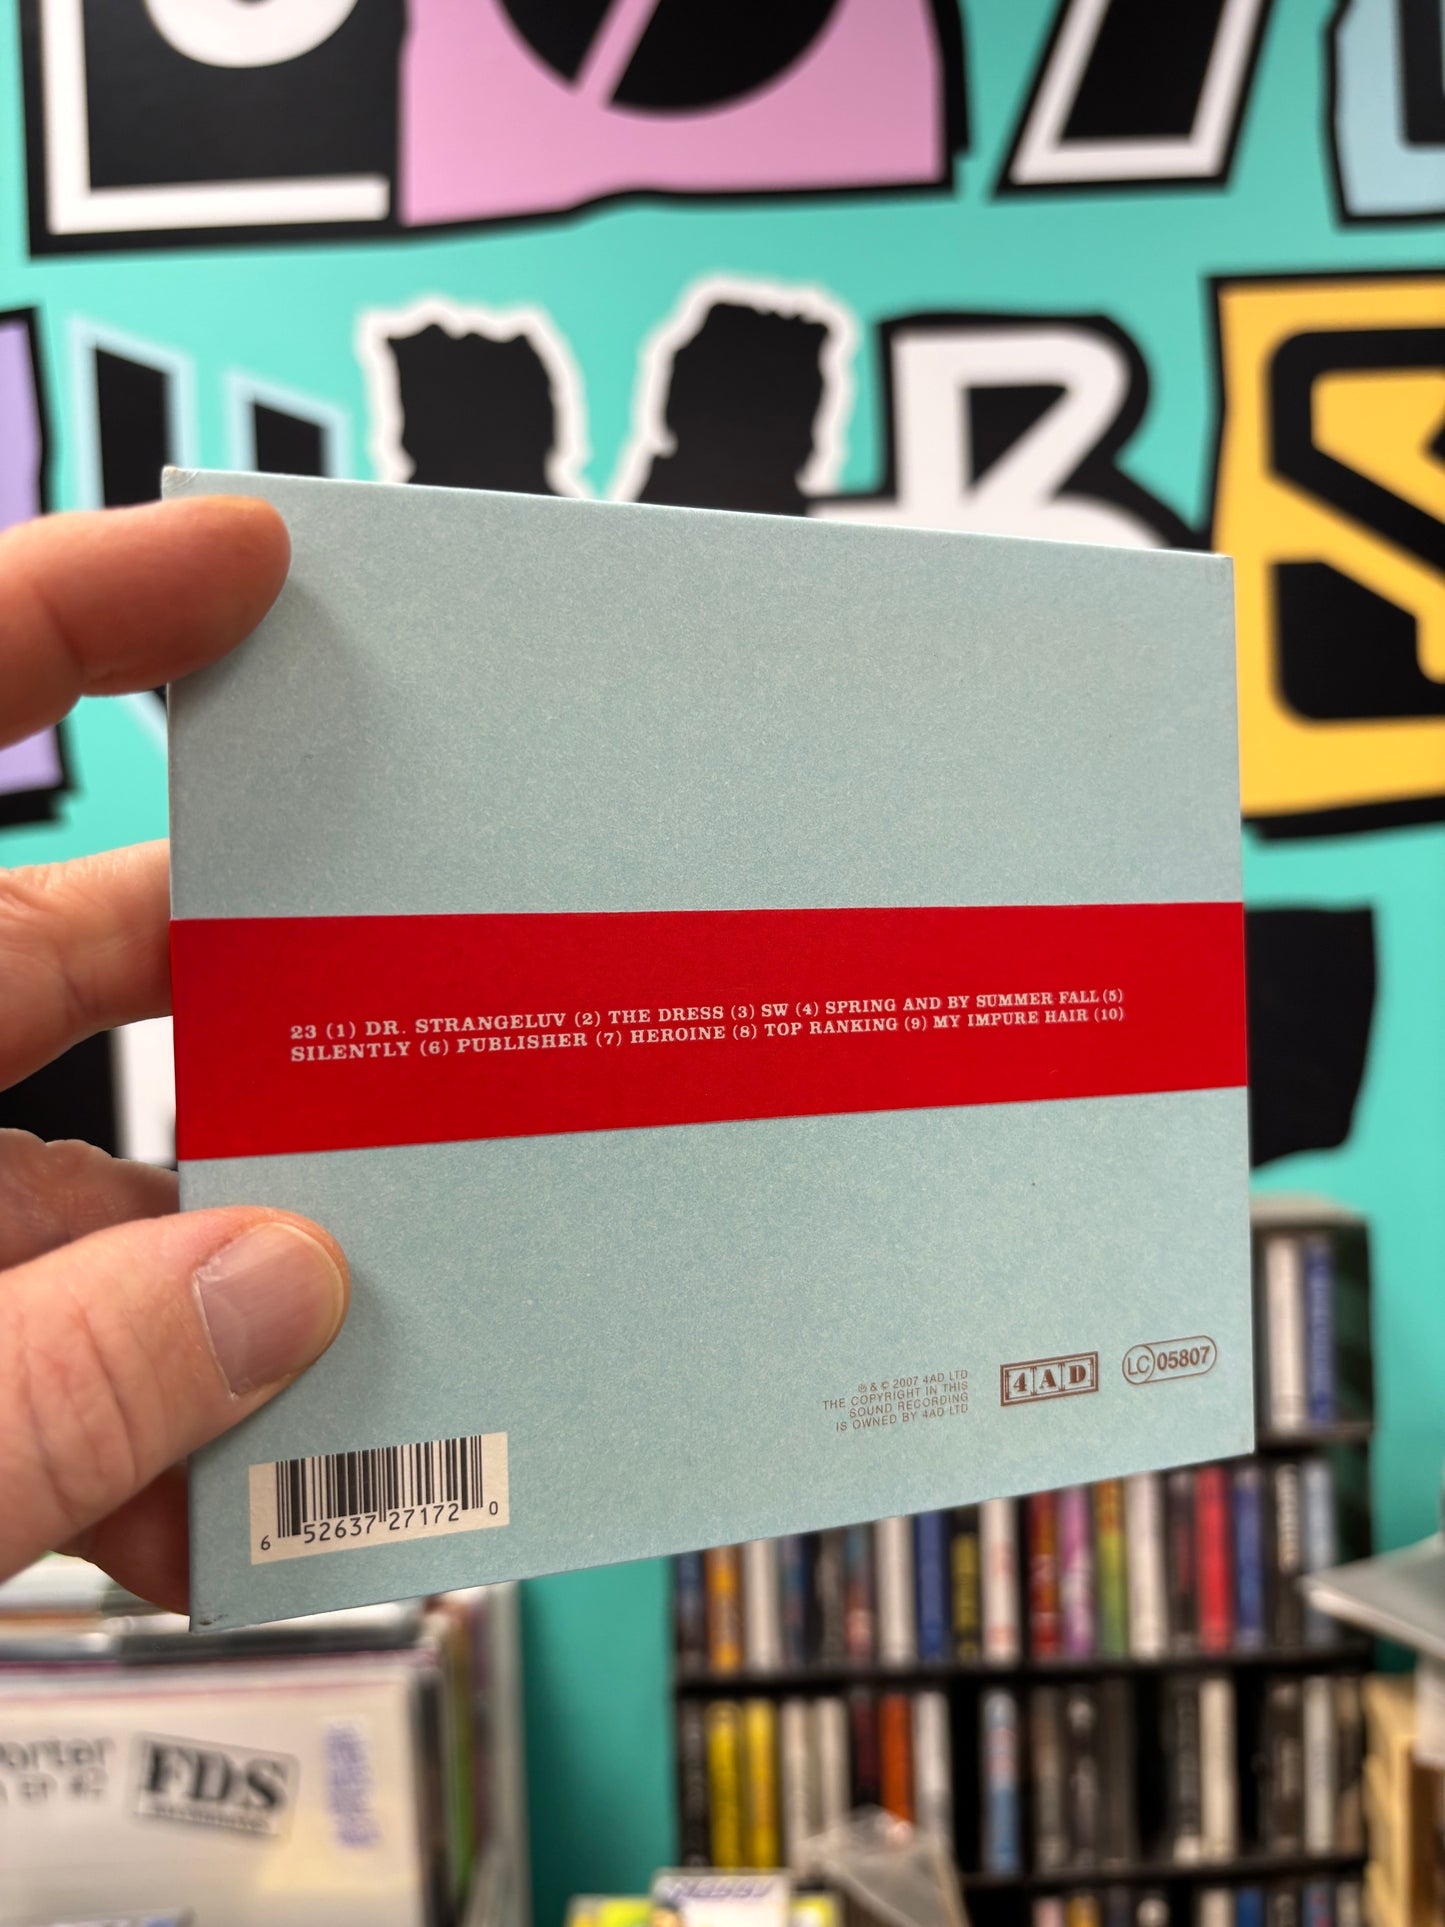 23 (1) DR. STRANGELUV (2) THE DRESS (3) SW (4) SPRING AND BY SUMMER FALL (5)
SILENTLY (6) PUBLISHER (7) HEROINE (8) TOP RANKING (9) MY IMPURE HAIR (10)
℗ & © 2007 4AD LTD
THE COPYRIGHT IN THIS
SOUND RECORDING
IS OWNED BY 4AD LTD
4AD
LC 05807
6 52637 27172 0
FDS